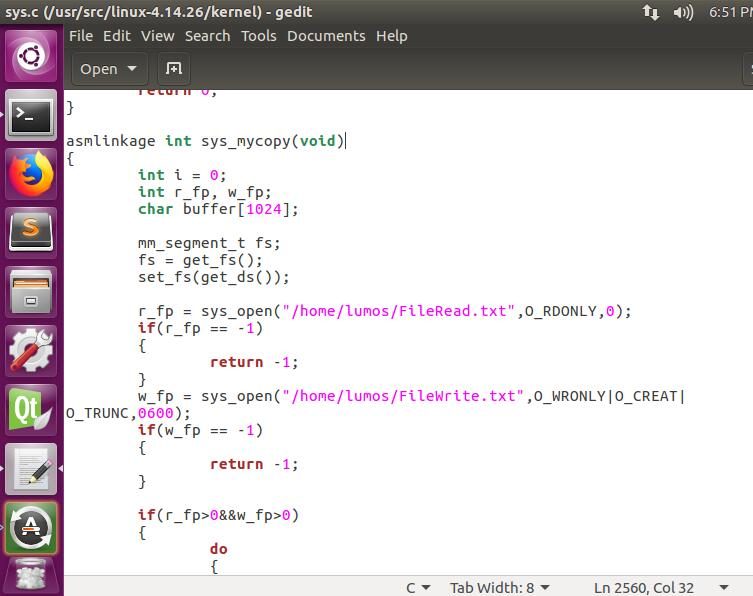 sys.c (/usr/src/linux-4.14.26/kernel) - gedit
6:51 PM
File Edit View Search Tools Documents Help
Open
return 0;
}
asmlinkage int sys_mycopy(void)
{
int i = 0;
int r_fp, w_fp;
char buffer[1024];
mm_segment_t fs;
fs = get_fs();
set_fs(get_ds());
r_fp = sys_open("/home/lumos/FileRead.txt",O_RDONLY,0);
if(r_fp == -1)
{
return -1;
}
w_fp = sys_open("/home/lumos/FileWrite.txt",O_WRONLY|O_CREAT|
O_TRUNC,0600);
if(w_fp == -1)
{
return -1;
}
if(r_fp>0&&w_fp>0)
{
do
{
C Tab Width: 8 Ln 2560, Col 32